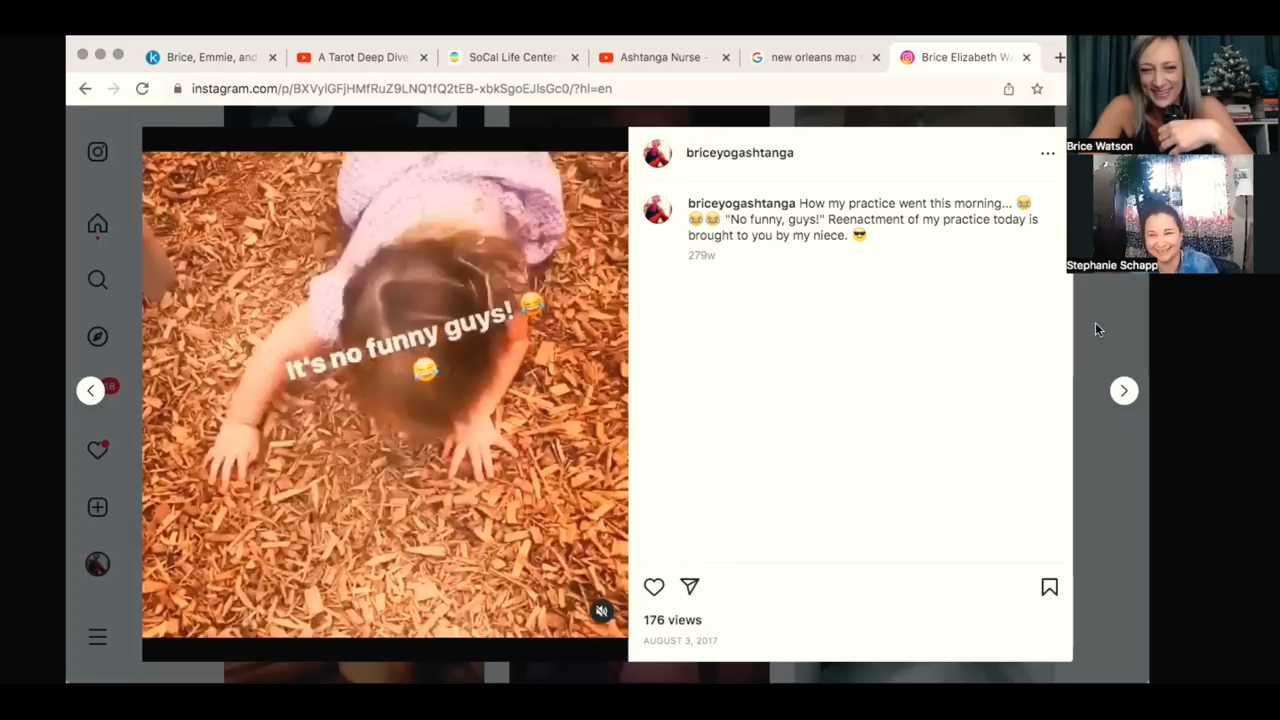 Brice, Emmie, and
A Tarot Deep Dive
SoCal Life Center
Ashtanga Nurse -
new orleans map
Brice Elizabeth W
instagram.com/p/BXVylGFjHMfRuZ9LNQ1fQ2tEB-xbkSgoEJlsGc0/?hl=en
Brice Watson
Stephanie Schapp
18
It's no funny guys! 😂
😂
briceyogashtanga
briceyogashtanga How my practice went this morning... 😂
😂😂 "No funny, guys!" Reenactment of my practice today is
brought to you by my niece. 😎
279w
176 views
AUGUST 3, 2017